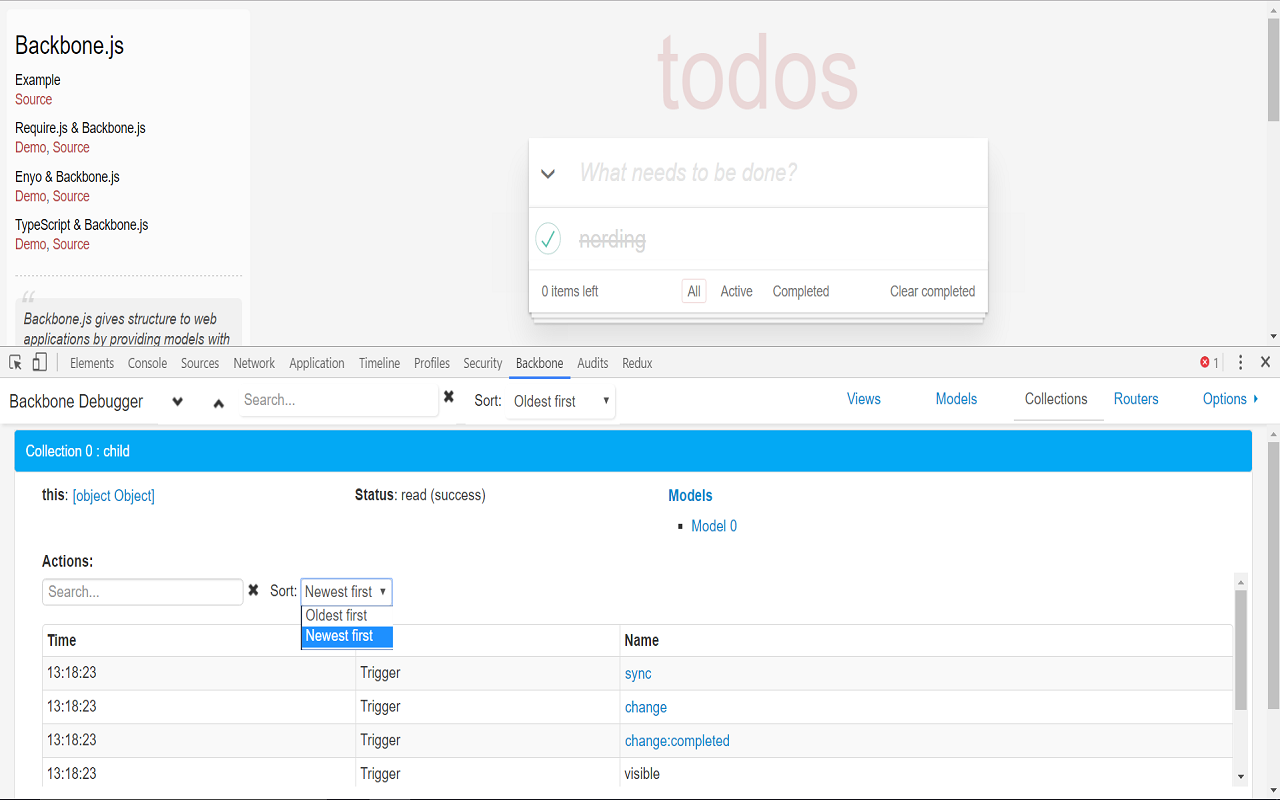 Backbone.js
Example
Source
Require.js & Backbone.js
Demo, Source
Enyo & Backbone.js
Demo, Source
TypeScript & Backbone.js
Demo, Source
“
Backbone.js gives structure to web
applications by providing models with
todos
What needs to be done?
nerding
0 items left All Active Completed Clear completed
Elements Console Sources Network Application Timeline Profiles Security Backbone Audits Redux 1
Backbone Debugger Search... Sort: Oldest first Views Models Collections Routers Options
Collection 0 : child
this: [object Object] Status: read (success) Models
Model 0
Actions:
Search... Sort: Newest first
Oldest first
Newest first
Time Name
13:18:23 Trigger sync
13:18:23 Trigger change
13:18:23 Trigger change:completed
13:18:23 Trigger visible